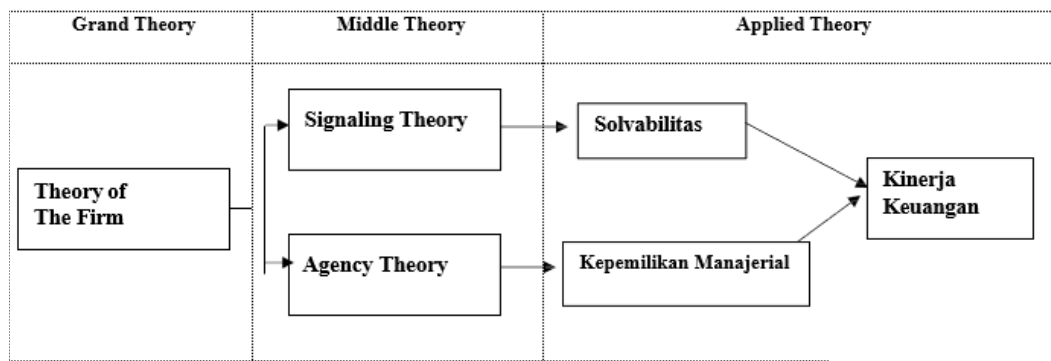 Grand Theory
Middle Theory
Applied Theory
Theory of
The Firm
Signaling Theory
Agency Theory
Solvabilitas
Kepemilikan Manajerial
Kinerja
Keuangan